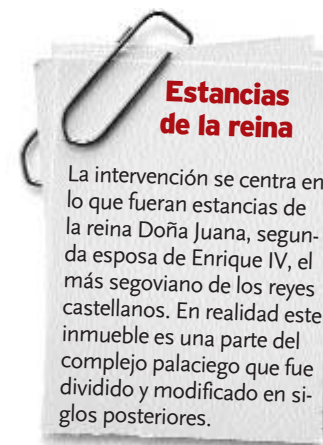 Estancias
de la reina
La intervención se centra en
lo que fueran estancias de
la reina Doña Juana, segun-
da esposa de Enrique IV, el
más segoviano de los reyes
castellanos. En realidad este
inmueble es una parte del
complejo palaciego que fue
dividido y modificado en si-
glos posteriores.